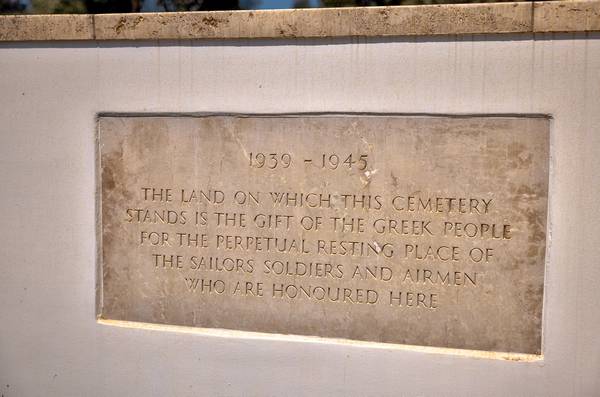 1939 - 1945
THE LAND ON WHICH THIS CEMETERY
STANDS IS THE GIFT OF THE GREEK PEOPLE
FOR THE PERPETUAL RESTING PLACE OF
THE SAILORS SOLDIERS AND AIRMEN
WHO ARE HONOURED HERE